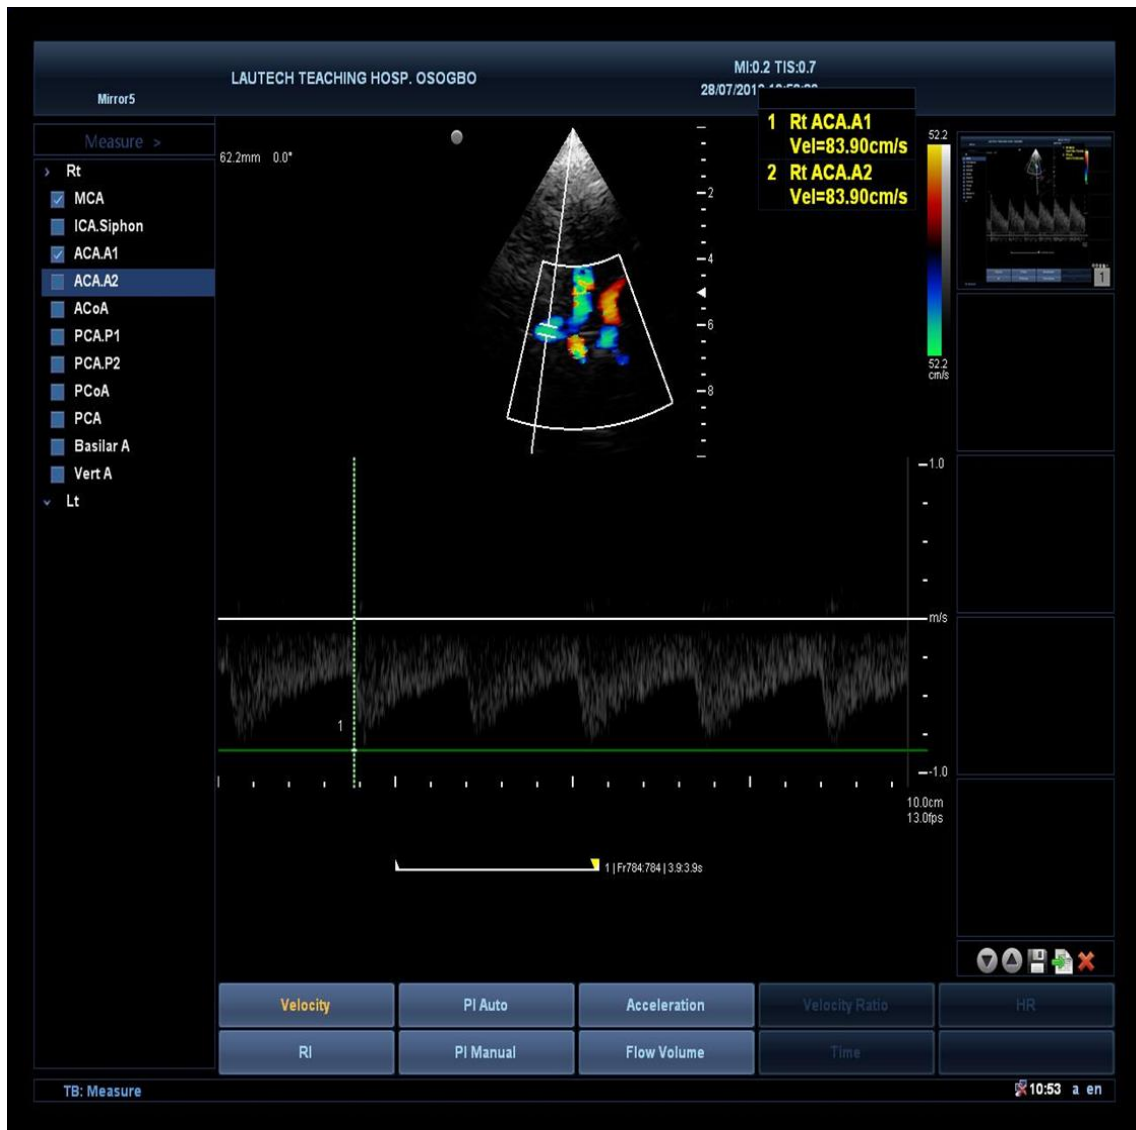 LAUTECH TEACHING HOSP. OSOGBO
MI:0.2 TIS:0.7
Mirror5
1 Rt ACA.A1
Vel=83.90cm/s
2 Rt ACA.A2
Vel=83.90cm/s
Measure >
Rt
MCA
ICA.Siphon
ACA.A1
ACA.A2
ACoA
PCA.P1
PCA.P2
PCoA
PCA
Basilar A
Vert A
Lt
62.2mm 0.0°
2
4
6
8
52.2
52.2
cm/s
1
1.0
m/s
1
-1.0
10.0cm
13.0fps
1 | Fr784:784 | 3.9:3.9s
Velocity
PI Auto
Acceleration
Velocity Ratio
HR
RI
PI Manual
Flow Volume
Time
TB: Measure
10:53 a en